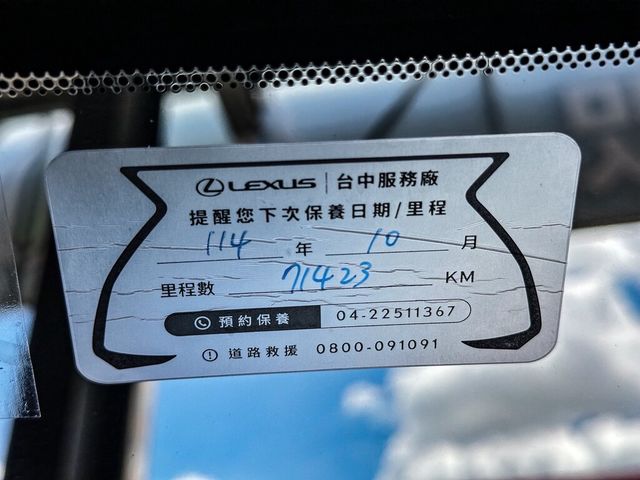 LEXUS 台中服務廠
提醒您下次保養日期/里程
114 年 10 月
里程數 71423 KM
預約保養 04-22511367
道路救援 0800-091091